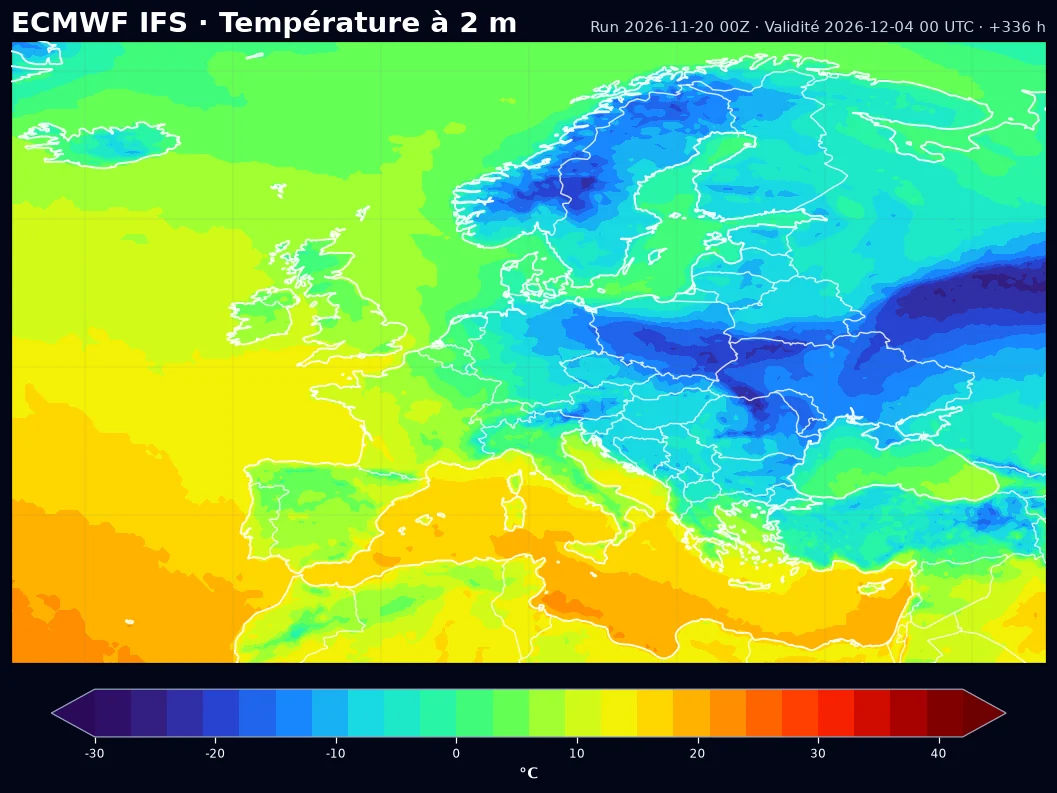 ECMWF IFS · Température à 2 m
Run 2026-11-20 00Z · Validité 2026-12-04 00 UTC · +336 h
-30 -20 -10 0 10 20 30 40
°C